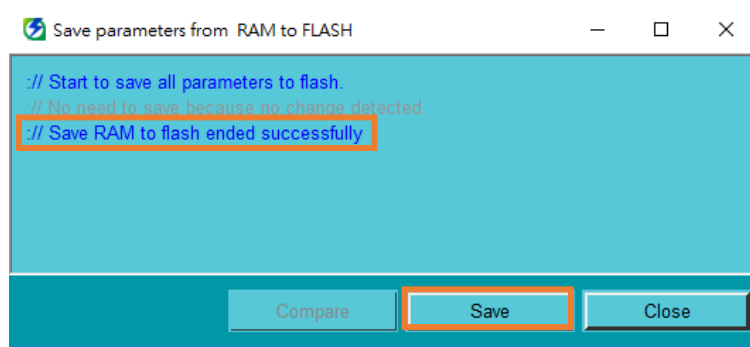 Save parameters from RAM to FLASH
:// Start to save all parameters to flash.
:// No need to save because no change detected.
:// Save RAM to flash ended successfully
Compare
Save
Close